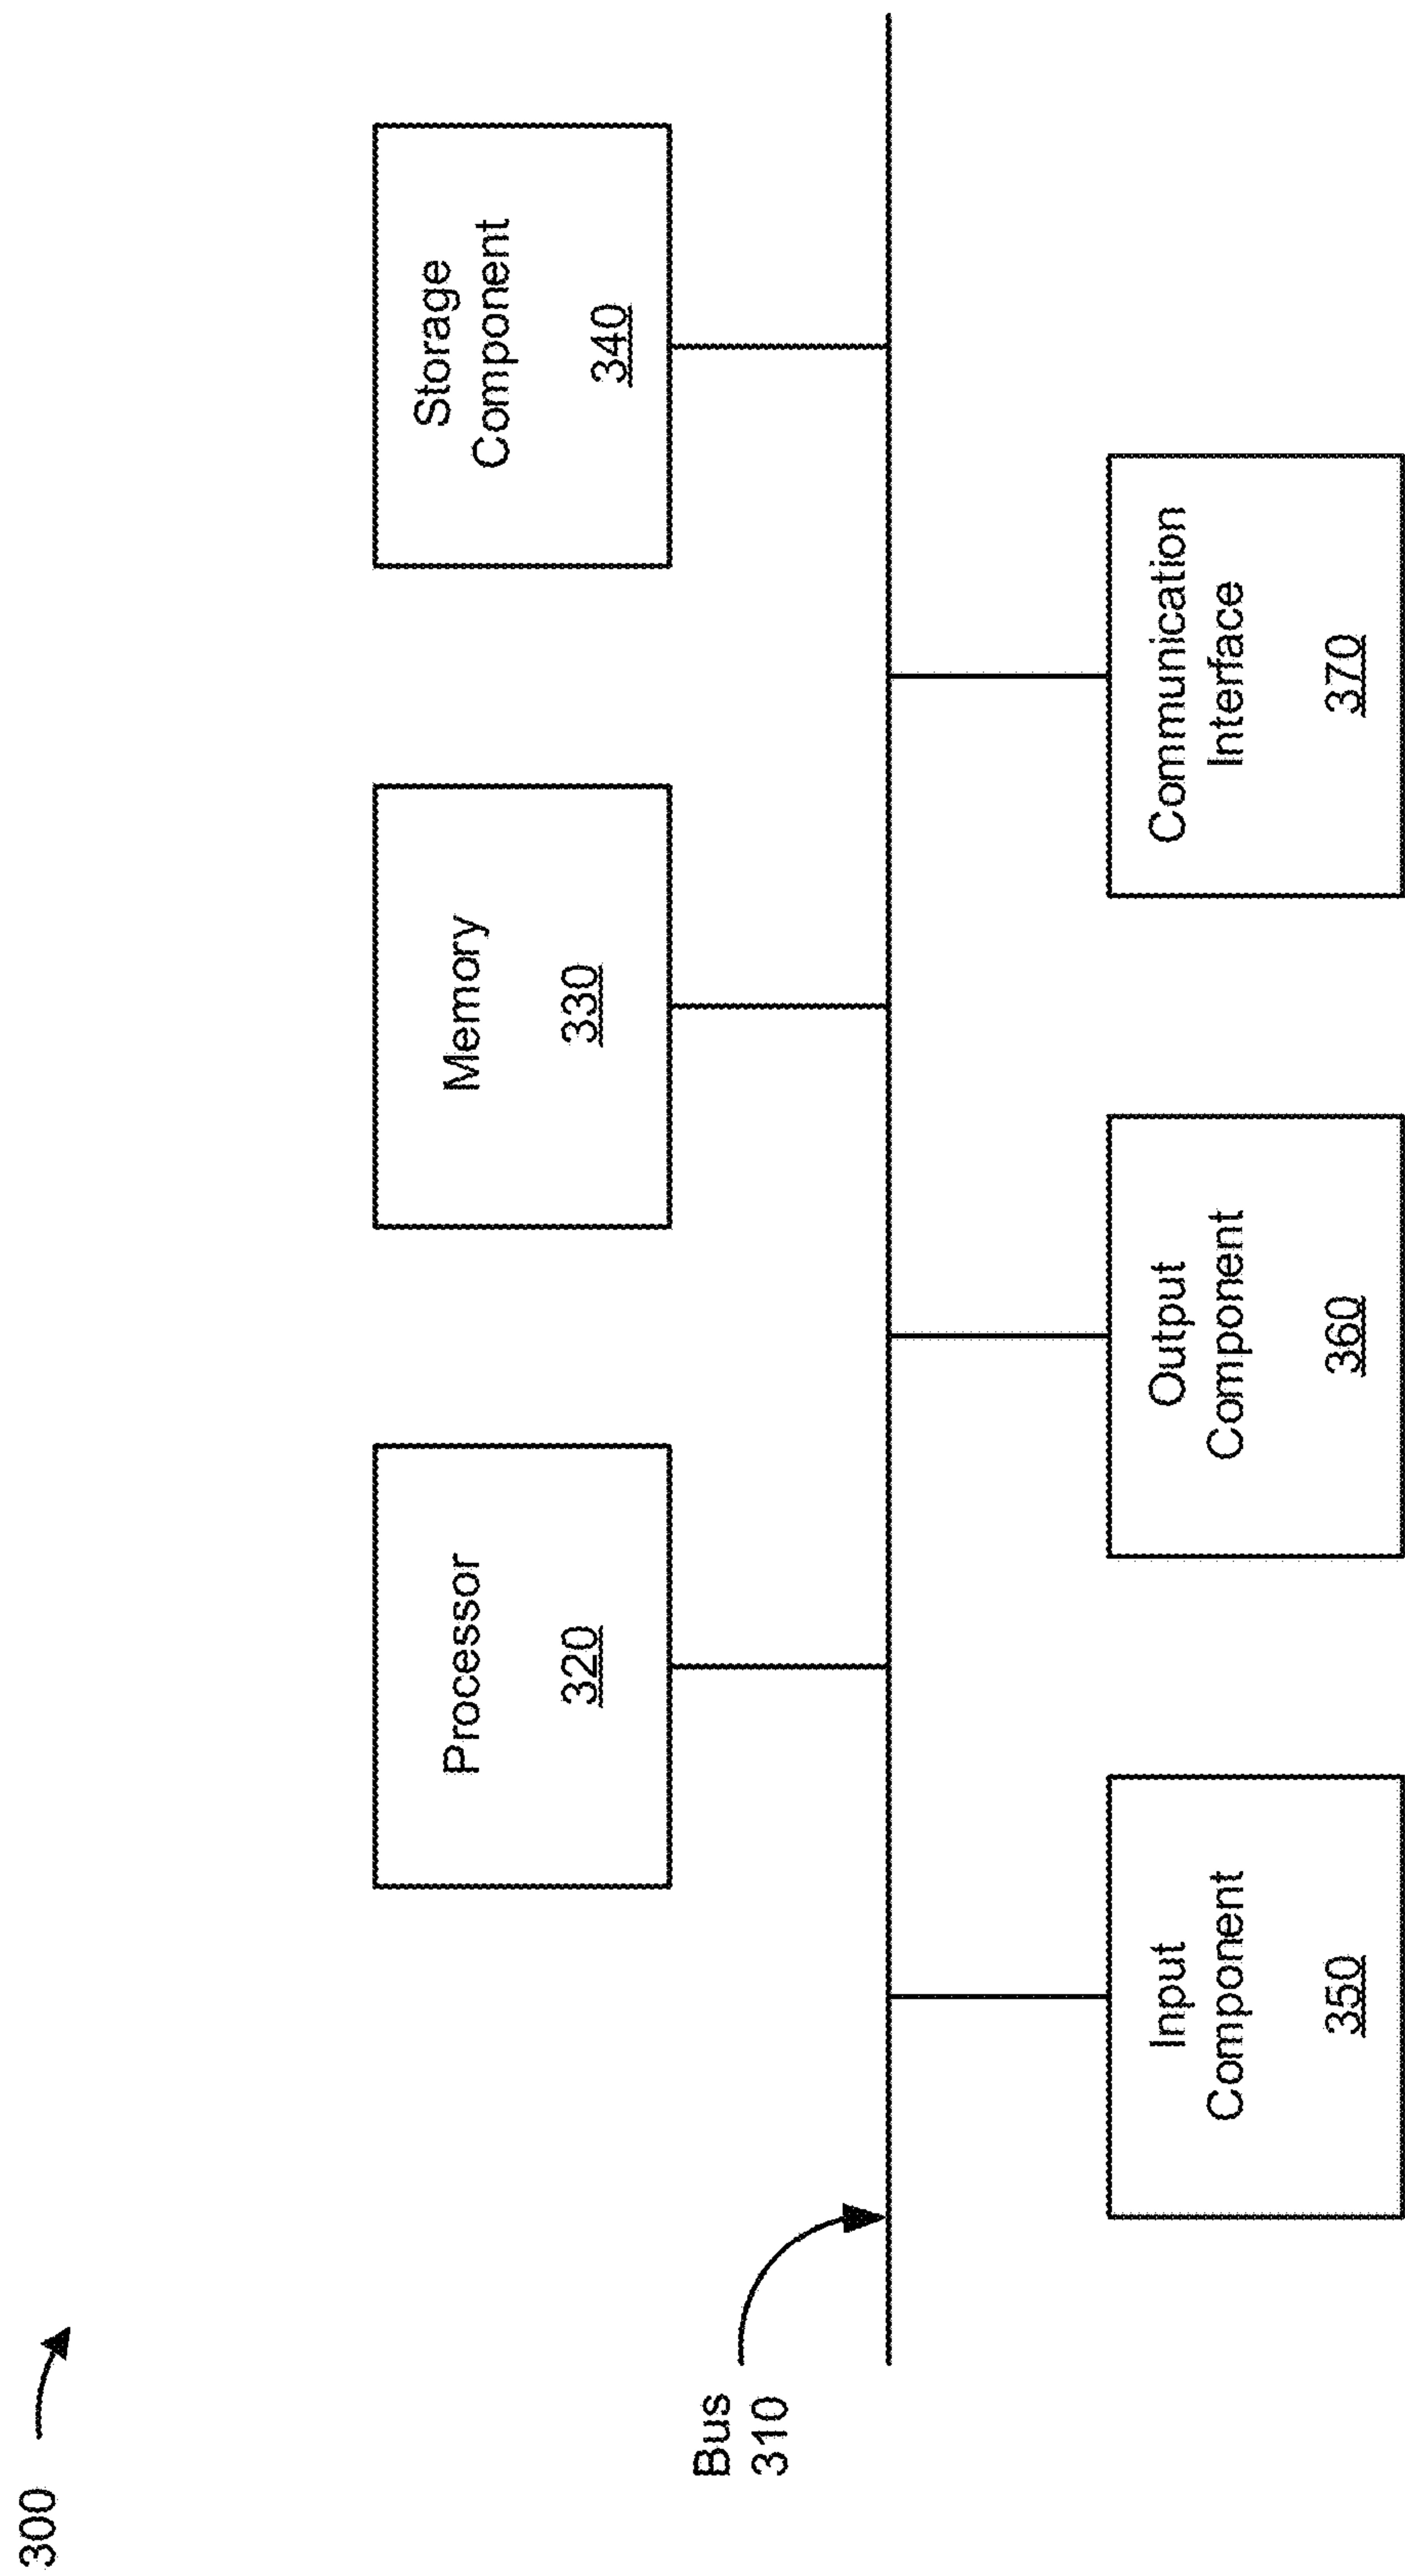 300
Processor
320
Memory
330
Storage
Component
340
Bus
310
Input
Component
350
Output
Component
360
Communication
Interface
370